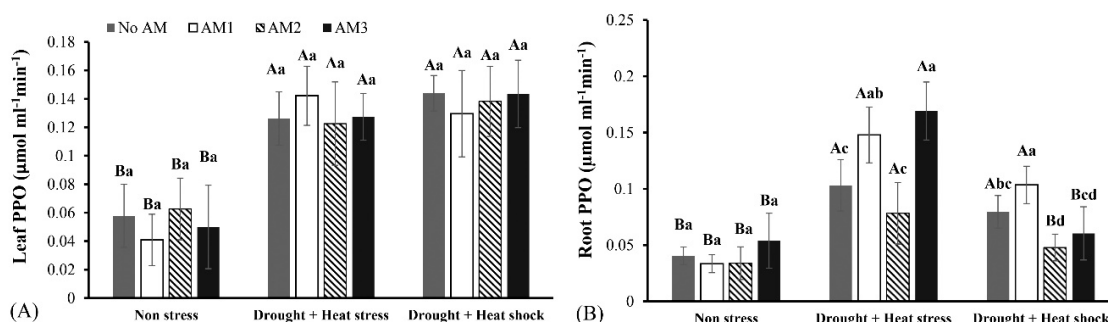 No AM AM1 AM2 AM3
Leaf PPO (μmol ml⁻¹min⁻¹)
0.18
0.16
0.14
0.12
0.1
0.08
0.06
0.04
0.02
0
Ba Ba Ba Ba
Aa Aa Aa Aa
Aa Aa Aa Aa
Non stress Drought + Heat stress Drought + Heat shock
(A)
Root PPO (μmol ml⁻¹min⁻¹)
0.25
0.2
0.15
0.1
0.05
0
Ba Ba Ba Ba
Ac Aab Ac Aa
Abc Aa Bd Bcd
Non stress Drought + Heat stress Drought + Heat shock
(B)